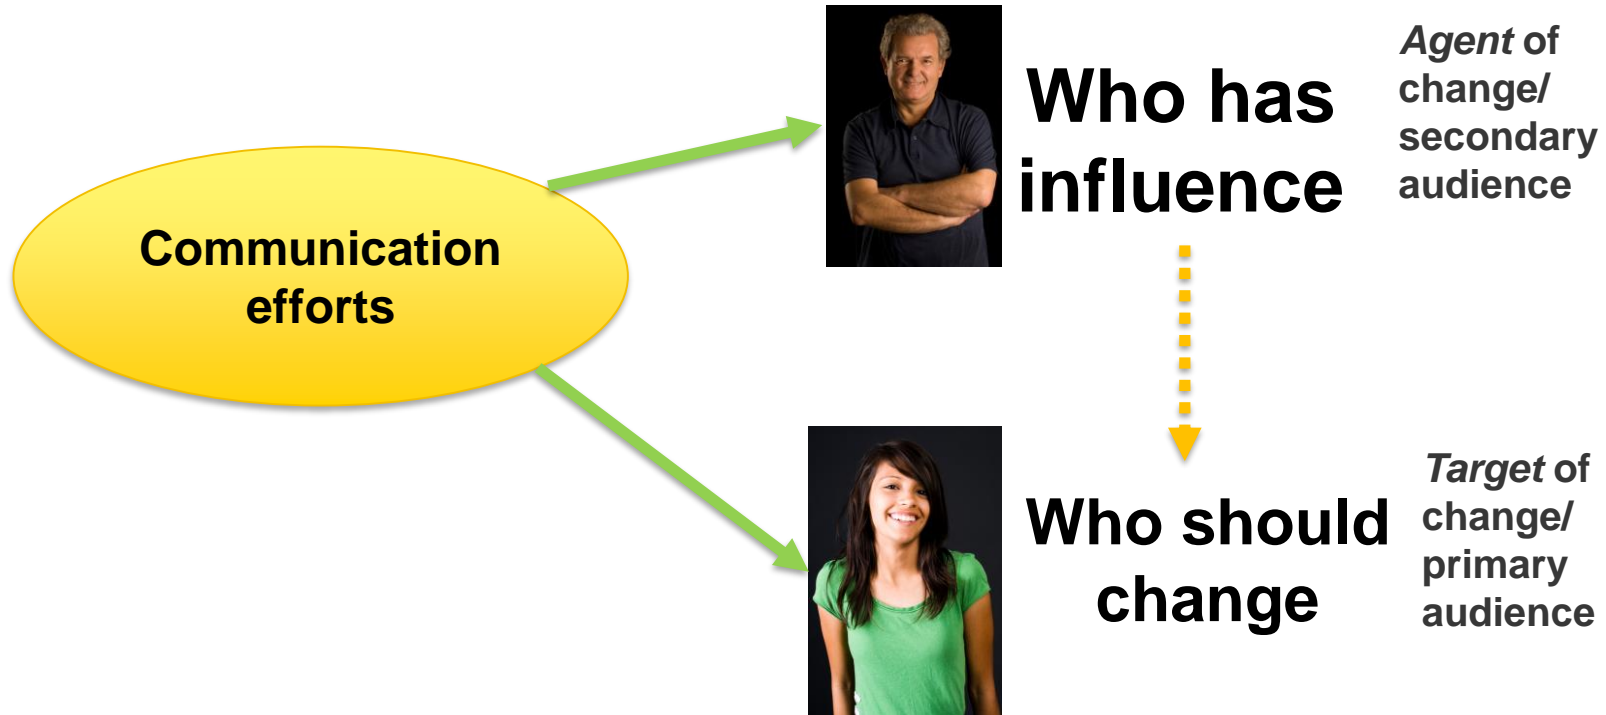 Communication
efforts
Who has
influence
Agent of
change/
secondary
audience
Who should
change
Target of
change/
primary
audience